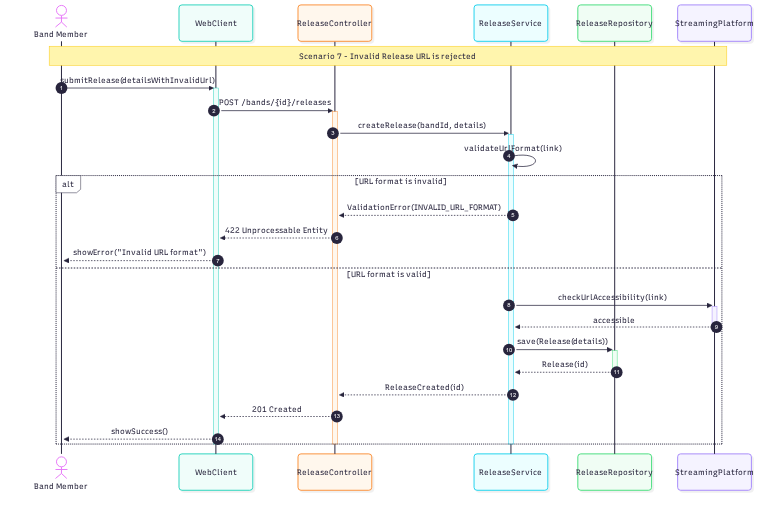 Band Member
WebClient
ReleaseController
ReleaseService
ReleaseRepository
StreamingPlatform
Scenario 7 - Invalid Release URL is rejected
submitRelease(detailsWithInvalidUrl)
1
POST /bands/{id}/releases
2
createRelease(bandId, details)
3
validateUrlFormat(link)
4
alt
[URL format is invalid]
ValidationError(INVALID_URL_FORMAT)
5
422 Unprocessable Entity
6
showError("Invalid URL format")
7
[URL format is valid]
checkUrlAccessibility(link)
8
accessible
9
save(Release(details))
10
Release(id)
11
ReleaseCreated(id)
12
201 Created
13
showSuccess()
14
Band Member
WebClient
ReleaseController
ReleaseService
ReleaseRepository
StreamingPlatform